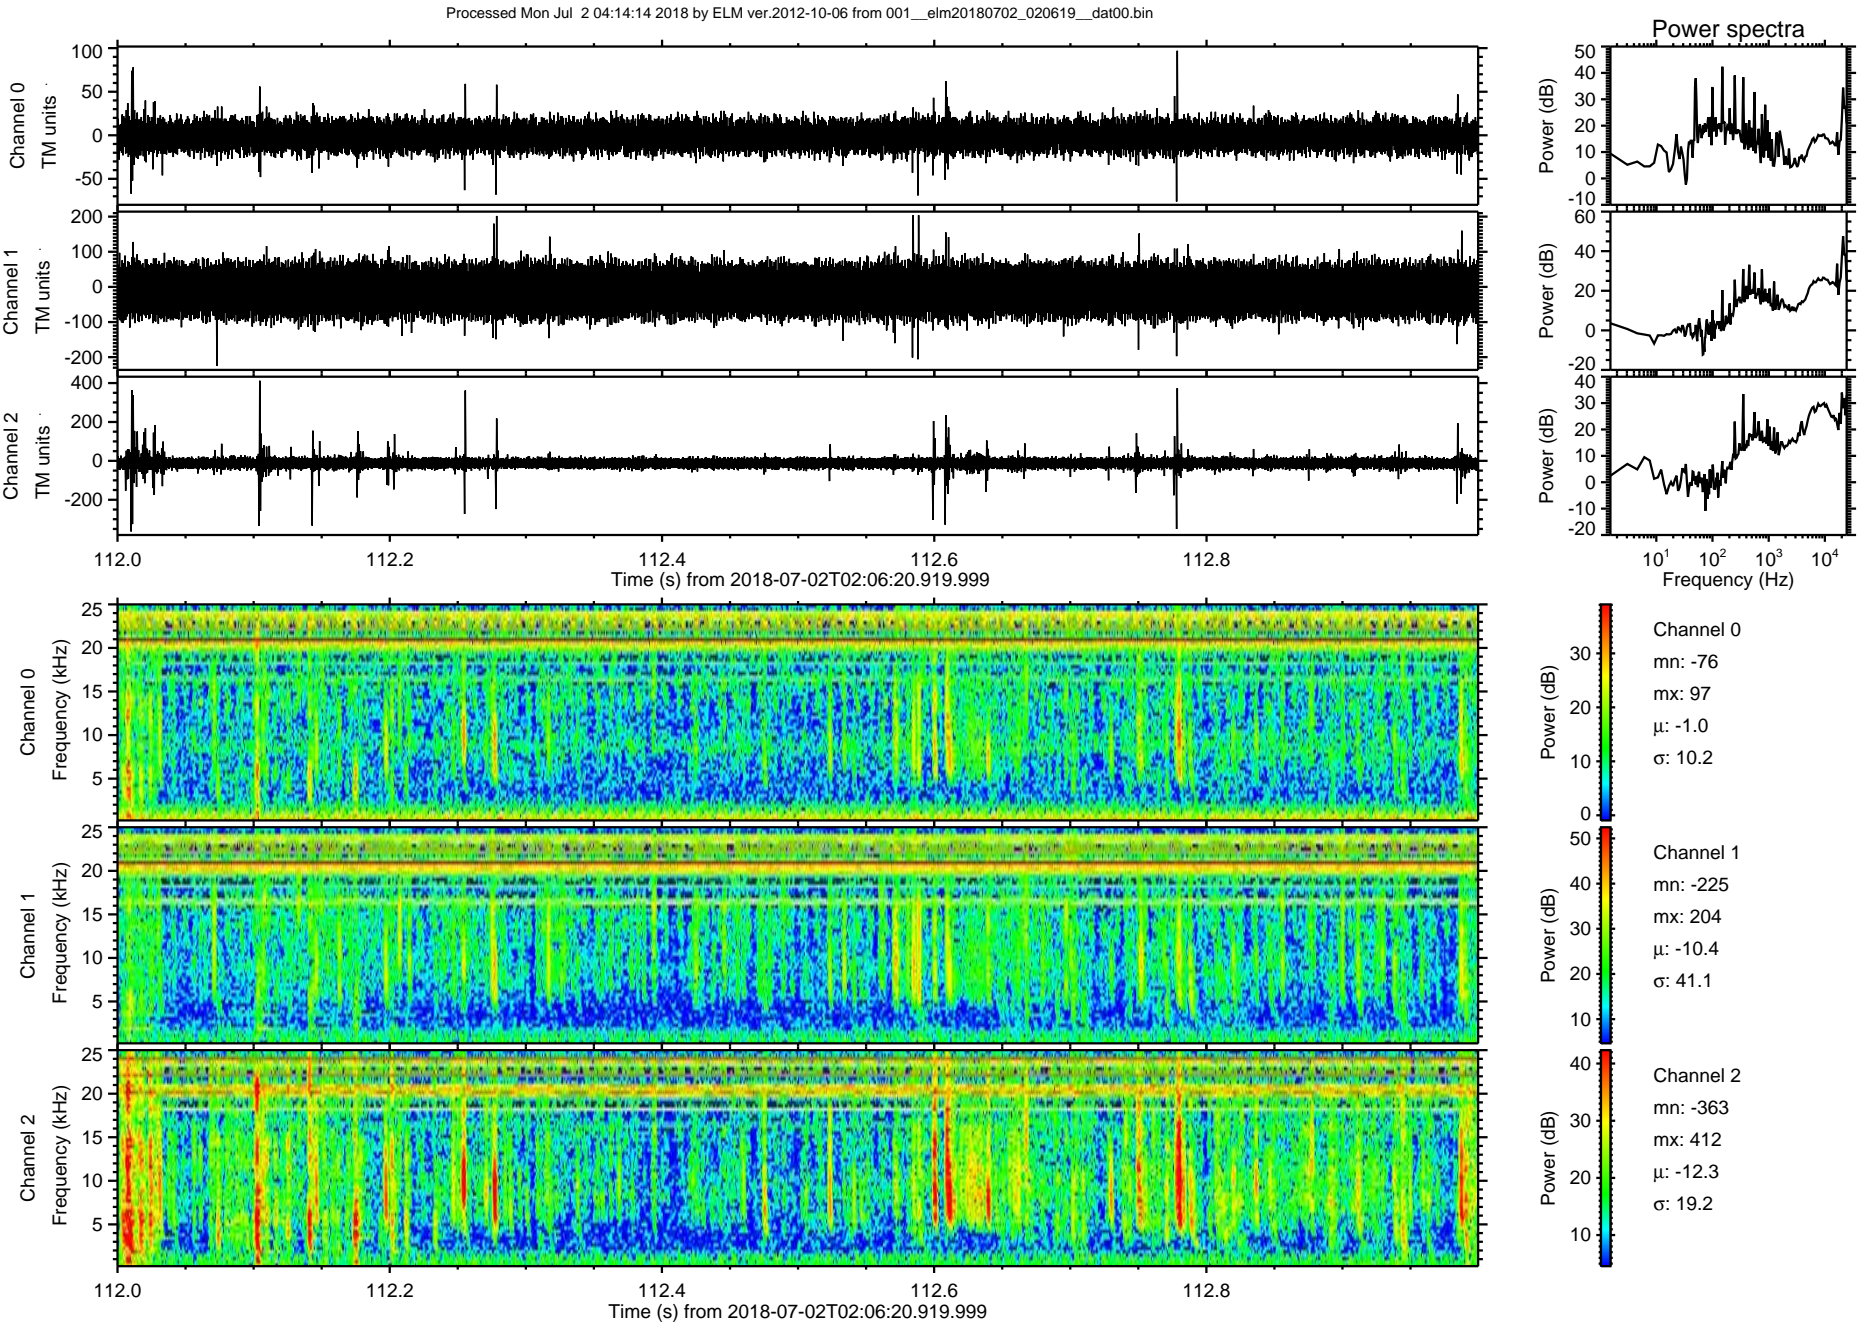 Processed Mon Jul  2 04:14:14 2018 by ELM ver.2012-10-06 from 001__elm20180702_020619__dat00.bin
Power spectra
Channel 0
TM units
100
50
0
-50
Power (dB)
50
40
30
20
10
0
-10
Channel 1
TM units
200
100
0
-100
-200
Power (dB)
60
40
20
0
-20
Channel 2
TM units
400
200
0
-200
Power (dB)
40
30
20
10
0
-10
-20
112.0 112.2 112.4 112.6 112.8
Time (s) from 2018-07-02T02:06:20.919.999
10¹ 10² 10³ 10⁴
Frequency (Hz)
Channel 0
Frequency (kHz)
25
20
15
10
5
Power (dB)
30
20
10
0
Channel 0
mn: -76
mx: 97
μ: -1.0
σ: 10.2
Channel 1
Frequency (kHz)
25
20
15
10
5
Power (dB)
50
40
30
20
10
Channel 1
mn: -225
mx: 204
μ: -10.4
σ: 41.1
Channel 2
Frequency (kHz)
25
20
15
10
5
Power (dB)
40
30
20
10
Channel 2
mn: -363
mx: 412
μ: -12.3
σ: 19.2
112.0 112.2 112.4 112.6 112.8
Time (s) from 2018-07-02T02:06:20.919.999